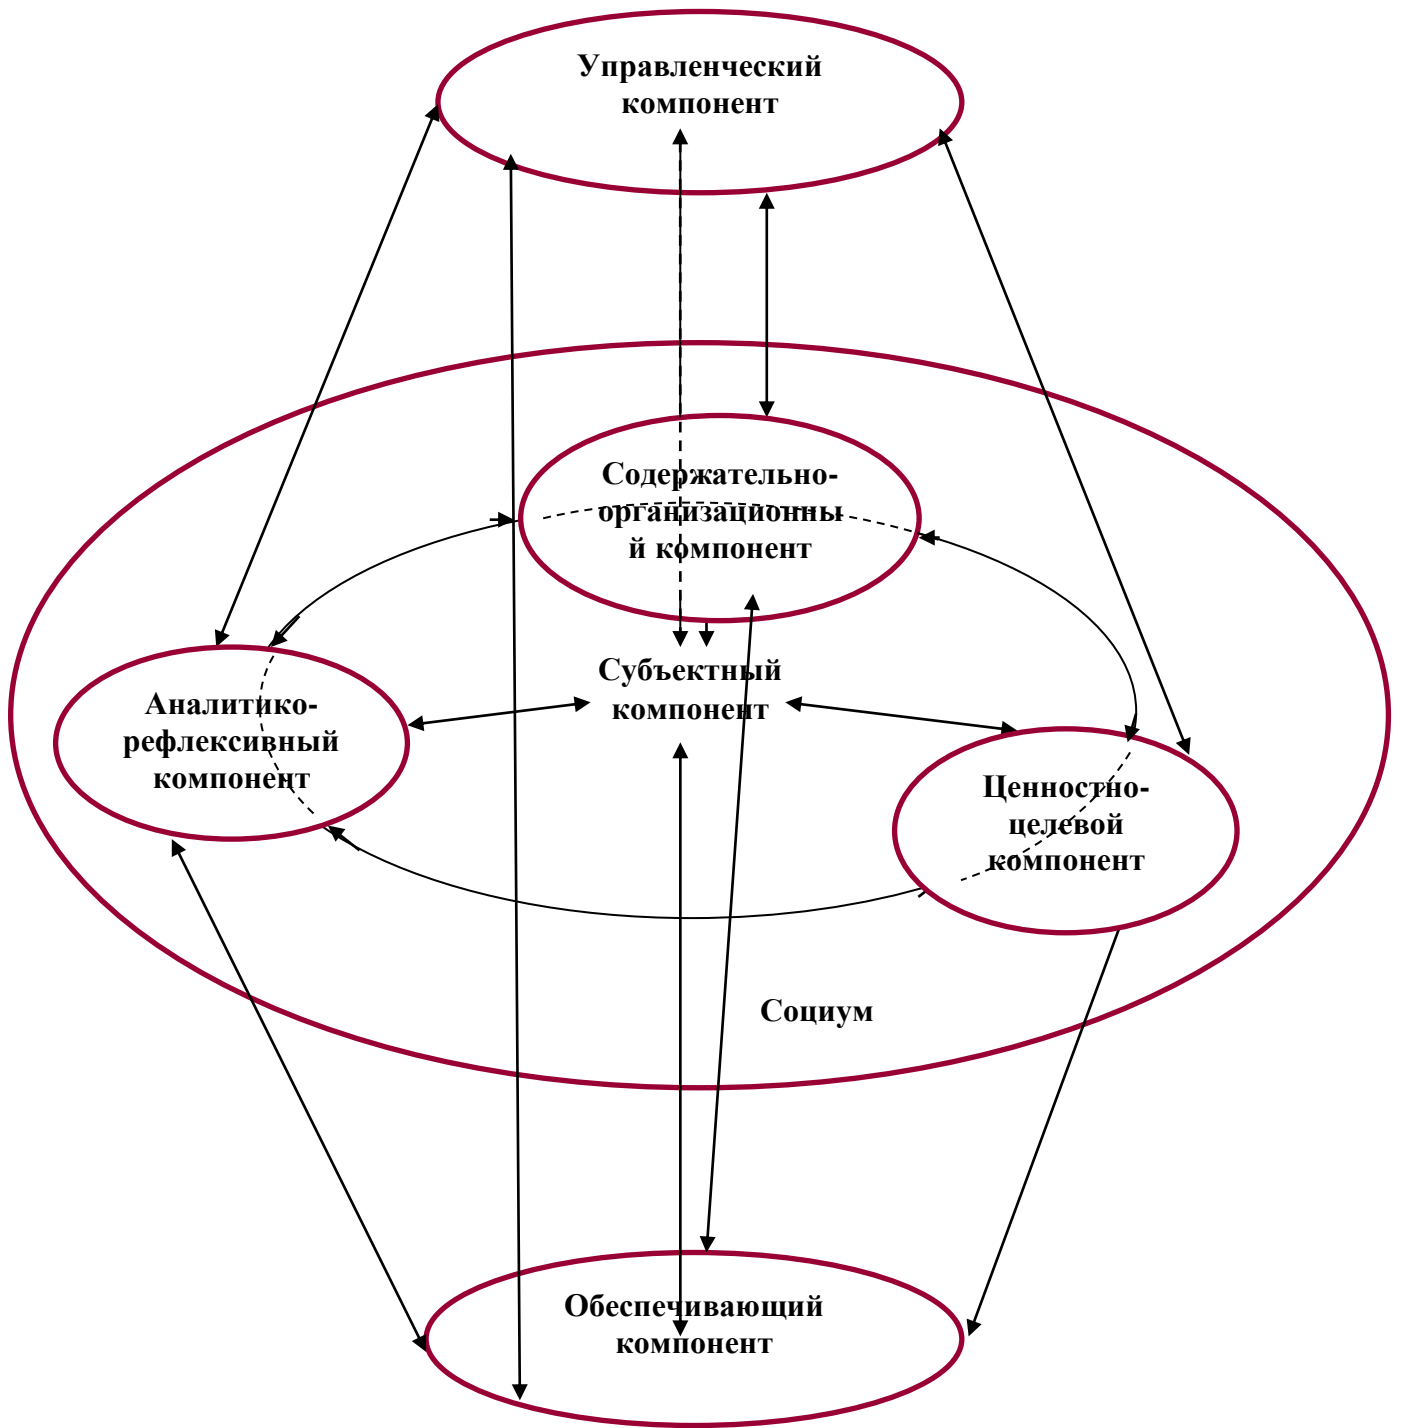 Управленческий
компонент
Содержательно-
организационны
й компонент
Субъектный
компонент
Аналитико-
рефлексивный
компонент
Ценностно-
целевой
компонент
Социум
Обеспечивающий
компонент